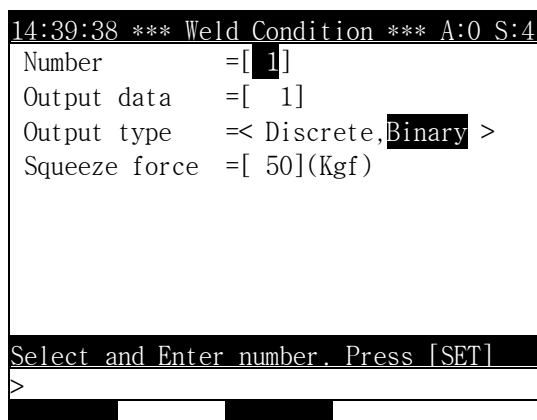 14:39:38 *** Weld Condition *** A:0 S:4
Number =[ 1]
Output data =[ 1]
Output type =< Discrete,Binary >
Squeeze force =[ 50](Kgf)
Select and Enter number. Press [SET]
>